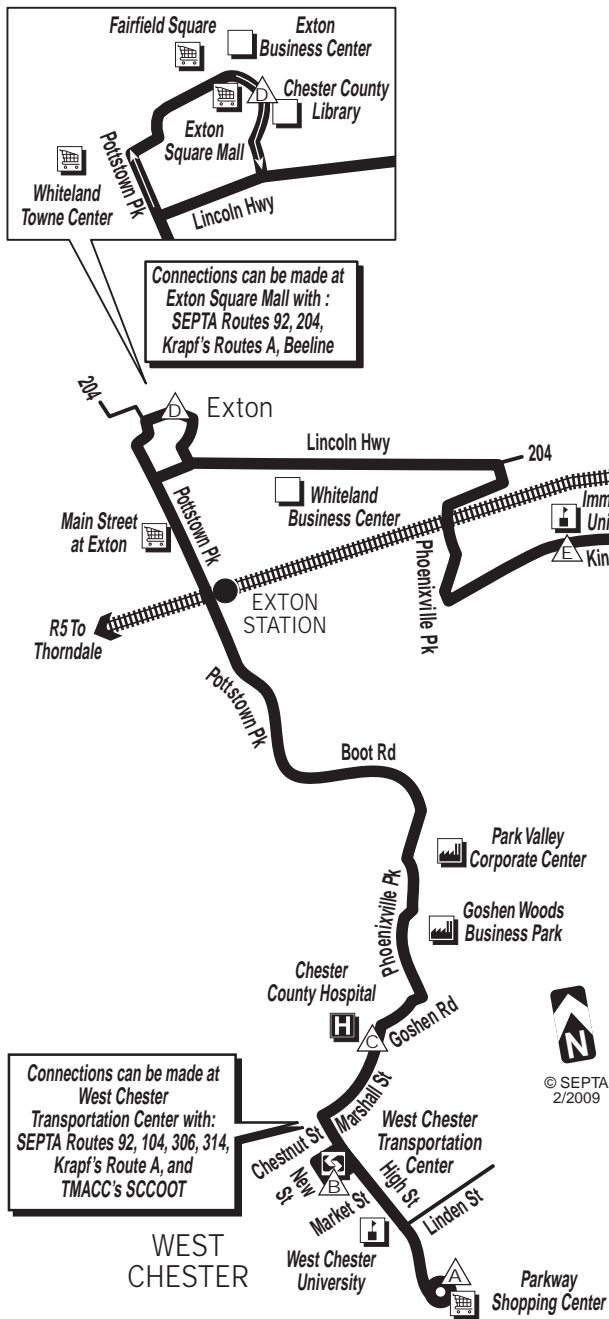 Fairfield Square
Exton
Business Center
D
Chester County
Library
Exton
Square Mall
Pottstown Pk
Whiteland
Towne Center
Lincoln Hwy
Connections can be made at
Exton Square Mall with :
SEPTA Routes 92, 204,
Krapf's Routes A, Beeline
204
D
Exton
Lincoln Hwy
204
Main Street
at Exton
Pottstown Pk
Whiteland
Business Center
Imm
Uni
E
Kin
Phoenixville Pk
EXTON
STATION
R5 To
Thorndale
Pottstown Pk
Boot Rd
Park Valley
Corporate Center
Phoenixville Pk
Goshen Woods
Business Park
Chester
County Hospital
H
C
Goshen Rd
N
© SEPTA
2/2009
Connections can be made at
West Chester
Transportation Center with:
SEPTA Routes 92, 104, 306, 314,
Krapf's Route A, and
TMACC's SCCOOT
Marshall St
Chestnut St
West Chester
Transportation
Center
New
St
B
High St
Market St
Linden St
WEST
CHESTER
West Chester
University
A
Parkway
Shopping Center